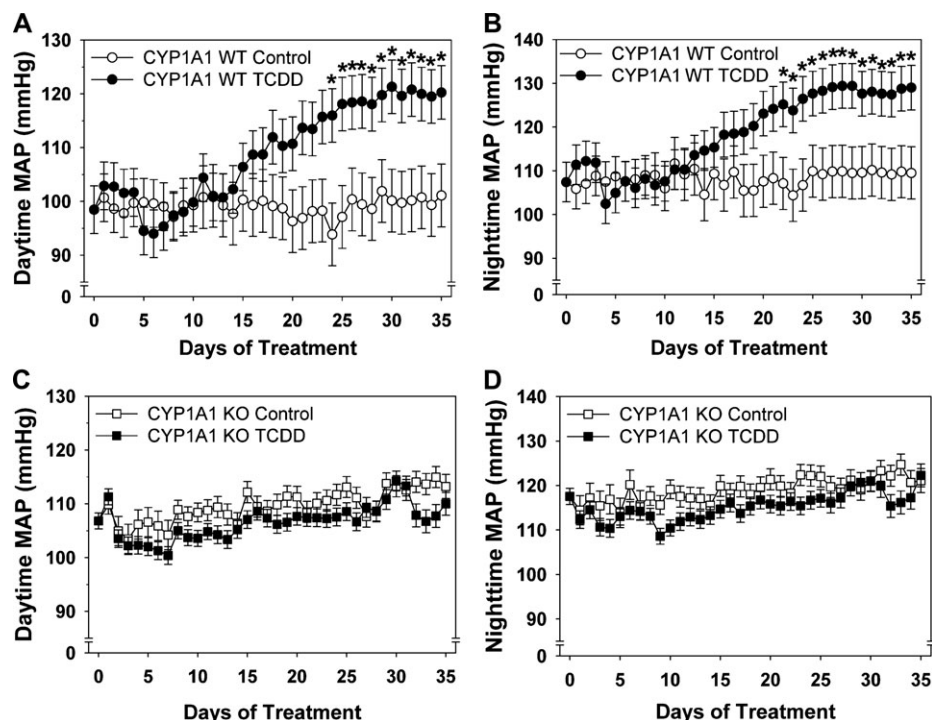 A
130
120
110
100
90
0
Daytime MAP (mmHg)
CYP1A1 WT Control
CYP1A1 WT TCDD
* * * * * * * * * * * *
0 5 10 15 20 25 30 35
Days of Treatment
B
140
130
120
110
100
90
0
Nighttime MAP (mmHg)
CYP1A1 WT Control
CYP1A1 WT TCDD
* * * * * * * * * * * * * *
0 5 10 15 20 25 30 35
Days of Treatment
C
130
120
110
100
90
0
Daytime MAP (mmHg)
CYP1A1 KO Control
CYP1A1 KO TCDD
0 5 10 15 20 25 30 35
Days of Treatment
D
140
130
120
110
100
90
0
Nighttime MAP (mmHg)
CYP1A1 KO Control
CYP1A1 KO TCDD
0 5 10 15 20 25 30 35
Days of Treatment